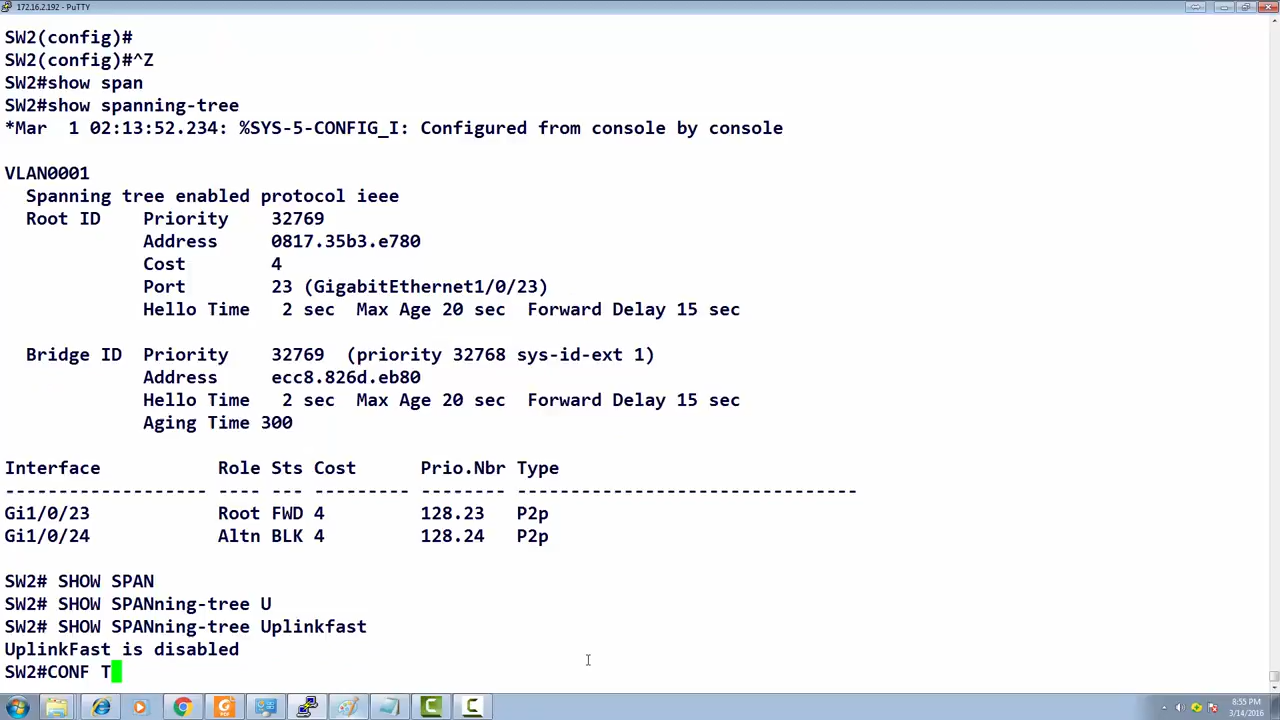 172.16.2.192 - PuTTY
SW2(config)#
SW2(config)#^Z
SW2#show span
SW2#show spanning-tree
*Mar  1 02:13:52.234: %SYS-5-CONFIG_I: Configured from console by console
VLAN0001
  Spanning tree enabled protocol ieee
  Root ID    Priority    32769
             Address     0817.35b3.e780
             Cost        4
             Port        23 (GigabitEthernet1/0/23)
             Hello Time   2 sec  Max Age 20 sec  Forward Delay 15 sec
  Bridge ID  Priority    32769  (priority 32768 sys-id-ext 1)
             Address     ecc8.826d.eb80
             Hello Time   2 sec  Max Age 20 sec  Forward Delay 15 sec
             Aging Time 300
Interface           Role Sts Cost      Prio.Nbr Type
------------------- ---- --- --------- -------- --------------------------------
Gi1/0/23            Root FWD 4         128.23   P2p
Gi1/0/24            Altn BLK 4         128.24   P2p
SW2# SHOW SPAN
SW2# SHOW SPANning-tree U
SW2# SHOW SPANning-tree Uplinkfast
UplinkFast is disabled
SW2#CONF T
8:55 PM
3/14/2016